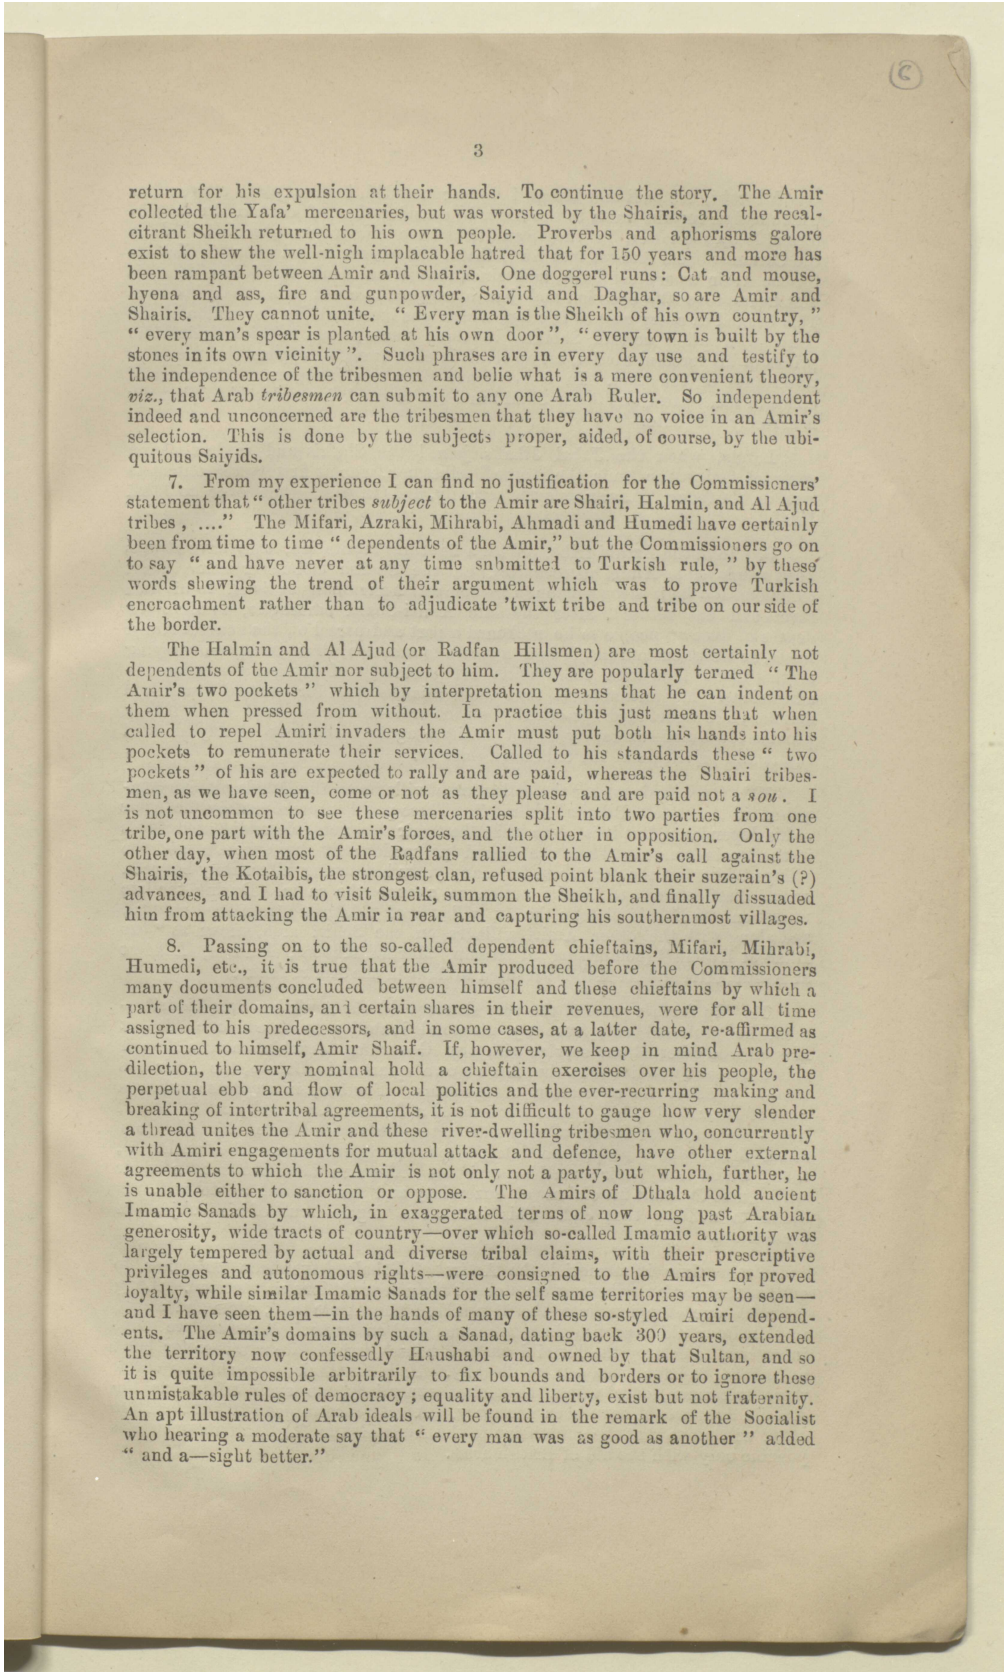 6
3
return for his expulsion at their hands. To continue the story. The Amir
collected the Yafa' mercenaries, but was worsted by the Shairis, and the recal-
citrant Sheikh returned to his own people. Proverbs and aphorisms galore
exist to shew the well-nigh implacable hatred that for 150 years and more has
been rampant between Amir and Shairis. One doggerel runs: Cat and mouse,
hyena and ass, fire and gunpowder, Saiyid and Daghar, so are Amir and
Shairis. They cannot unite. “ Every man is the Sheikh of his own country, ”
“ every man's spear is planted at his own door ”, “ every town is built by the
stones in its own vicinity ”. Such phrases are in every day use and testify to
the independence of the tribesmen and belie what is a mere convenient theory,
viz., that Arab tribesmen can submit to any one Arab Ruler. So independent
indeed and unconcerned are the tribesmen that they have no voice in an Amir's
selection. This is done by the subjects proper, aided, of course, by the ubi-
quitous Saiyids.
7. From my experience I can find no justification for the Commissioners'
statement that “ other tribes subject to the Amir are Shairi, Halmin, and Al Ajud
tribes , ....” The Mifari, Azraki, Mihrabi, Ahmadi and Humedi have certainly
been from time to time “ dependents of the Amir,” but the Commissioners go on
to say “ and have never at any time submitted to Turkish rule, ” by these
words shewing the trend of their argument which was to prove Turkish
encroachment rather than to adjudicate 'twixt tribe and tribe on our side of
the border.
The Halmin and Al Ajud (or Radfan Hillsmen) are most certainly not
dependents of the Amir nor subject to him. They are popularly termed “ The
Amir's two pockets ” which by interpretation means that he can indent on
them when pressed from without. In practice this just means that when
called to repel Amiri invaders the Amir must put both his hands into his
pockets to remunerate their services. Called to his standards these “ two
pockets ” of his are expected to rally and are paid, whereas the Shairi tribes-
men, as we have seen, come or not as they please and are paid not a sou. I
is not uncommon to see these mercenaries split into two parties from one
tribe, one part with the Amir's forces, and the other in opposition. Only the
other day, when most of the Radfans rallied to the Amir's call against the
Shairis, the Kotaibis, the strongest clan, refused point blank their suzerain's (?)
advances, and I had to visit Suleik, summon the Sheikh, and finally dissuaded
him from attacking the Amir in rear and capturing his southernmost villages.
8. Passing on to the so-called dependent chieftains, Mifari, Mihrabi,
Humedi, etc., it is true that the Amir produced before the Commissioners
many documents concluded between himself and these chieftains by which a
part of their domains, and certain shares in their revenues, were for all time
assigned to his predecessors, and in some cases, at a latter date, re-affirmed as
continued to himself, Amir Shaif. If, however, we keep in mind Arab pre-
dilection, the very nominal hold a chieftain exercises over his people, the
perpetual ebb and flow of local politics and the ever-recurring making and
breaking of intertribal agreements, it is not difficult to gauge how very slender
a thread unites the Amir and these river-dwelling tribesmen who, concurrently
with Amiri engagements for mutual attack and defence, have other external
agreements to which the Amir is not only not a party, but which, further, he
is unable either to sanction or oppose. The Amirs of Dthala hold ancient
Imamic Sanads by which, in exaggerated terms of now long past Arabian
generosity, wide tracts of country—over which so-called Imamic authority was
largely tempered by actual and diverse tribal claims, with their prescriptive
privileges and autonomous rights—were consigned to the Amirs for proved
loyalty, while similar Imamic Sanads for the self same territories may be seen—
and I have seen them—in the hands of many of these so-styled Amiri depend-
ents. The Amir's domains by such a Sanad, dating back 300 years, extended
the territory now confessedly Haushabi and owned by that Sultan, and so
it is quite impossible arbitrarily to fix bounds and borders or to ignore these
unmistakable rules of democracy ; equality and liberty, exist but not fraternity.
An apt illustration of Arab ideals will be found in the remark of the Socialist
who hearing a moderate say that “ every man was as good as another ” added
“ and a—sight better.”